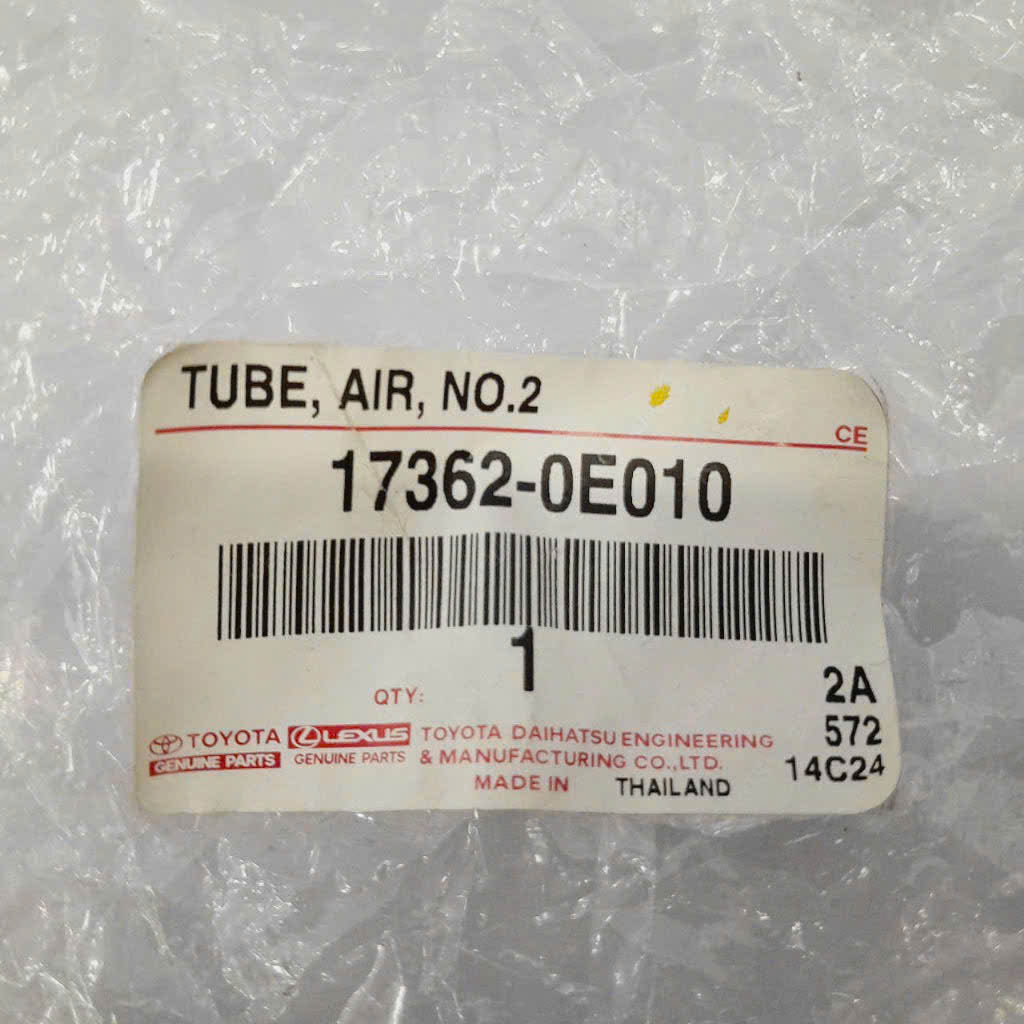 TUBE, AIR, NO.2
CE
17362-0E010
1
QTY:
2A
572
14C24
TOYOTA
GENUINE PARTS
LEXUS
GENUINE PARTS
TOYOTA DAIHATSU ENGINEERING
& MANUFACTURING CO.,LTD.
MADE IN THAILAND